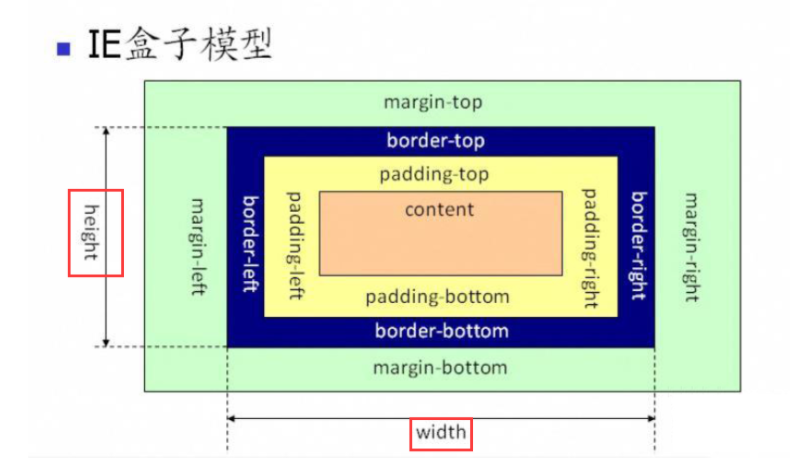 IE盒子模型
margin-top
border-top
padding-top
content
height
margin-left
border-left
padding-left
padding-right
border-right
margin-right
padding-bottom
border-bottom
margin-bottom
width